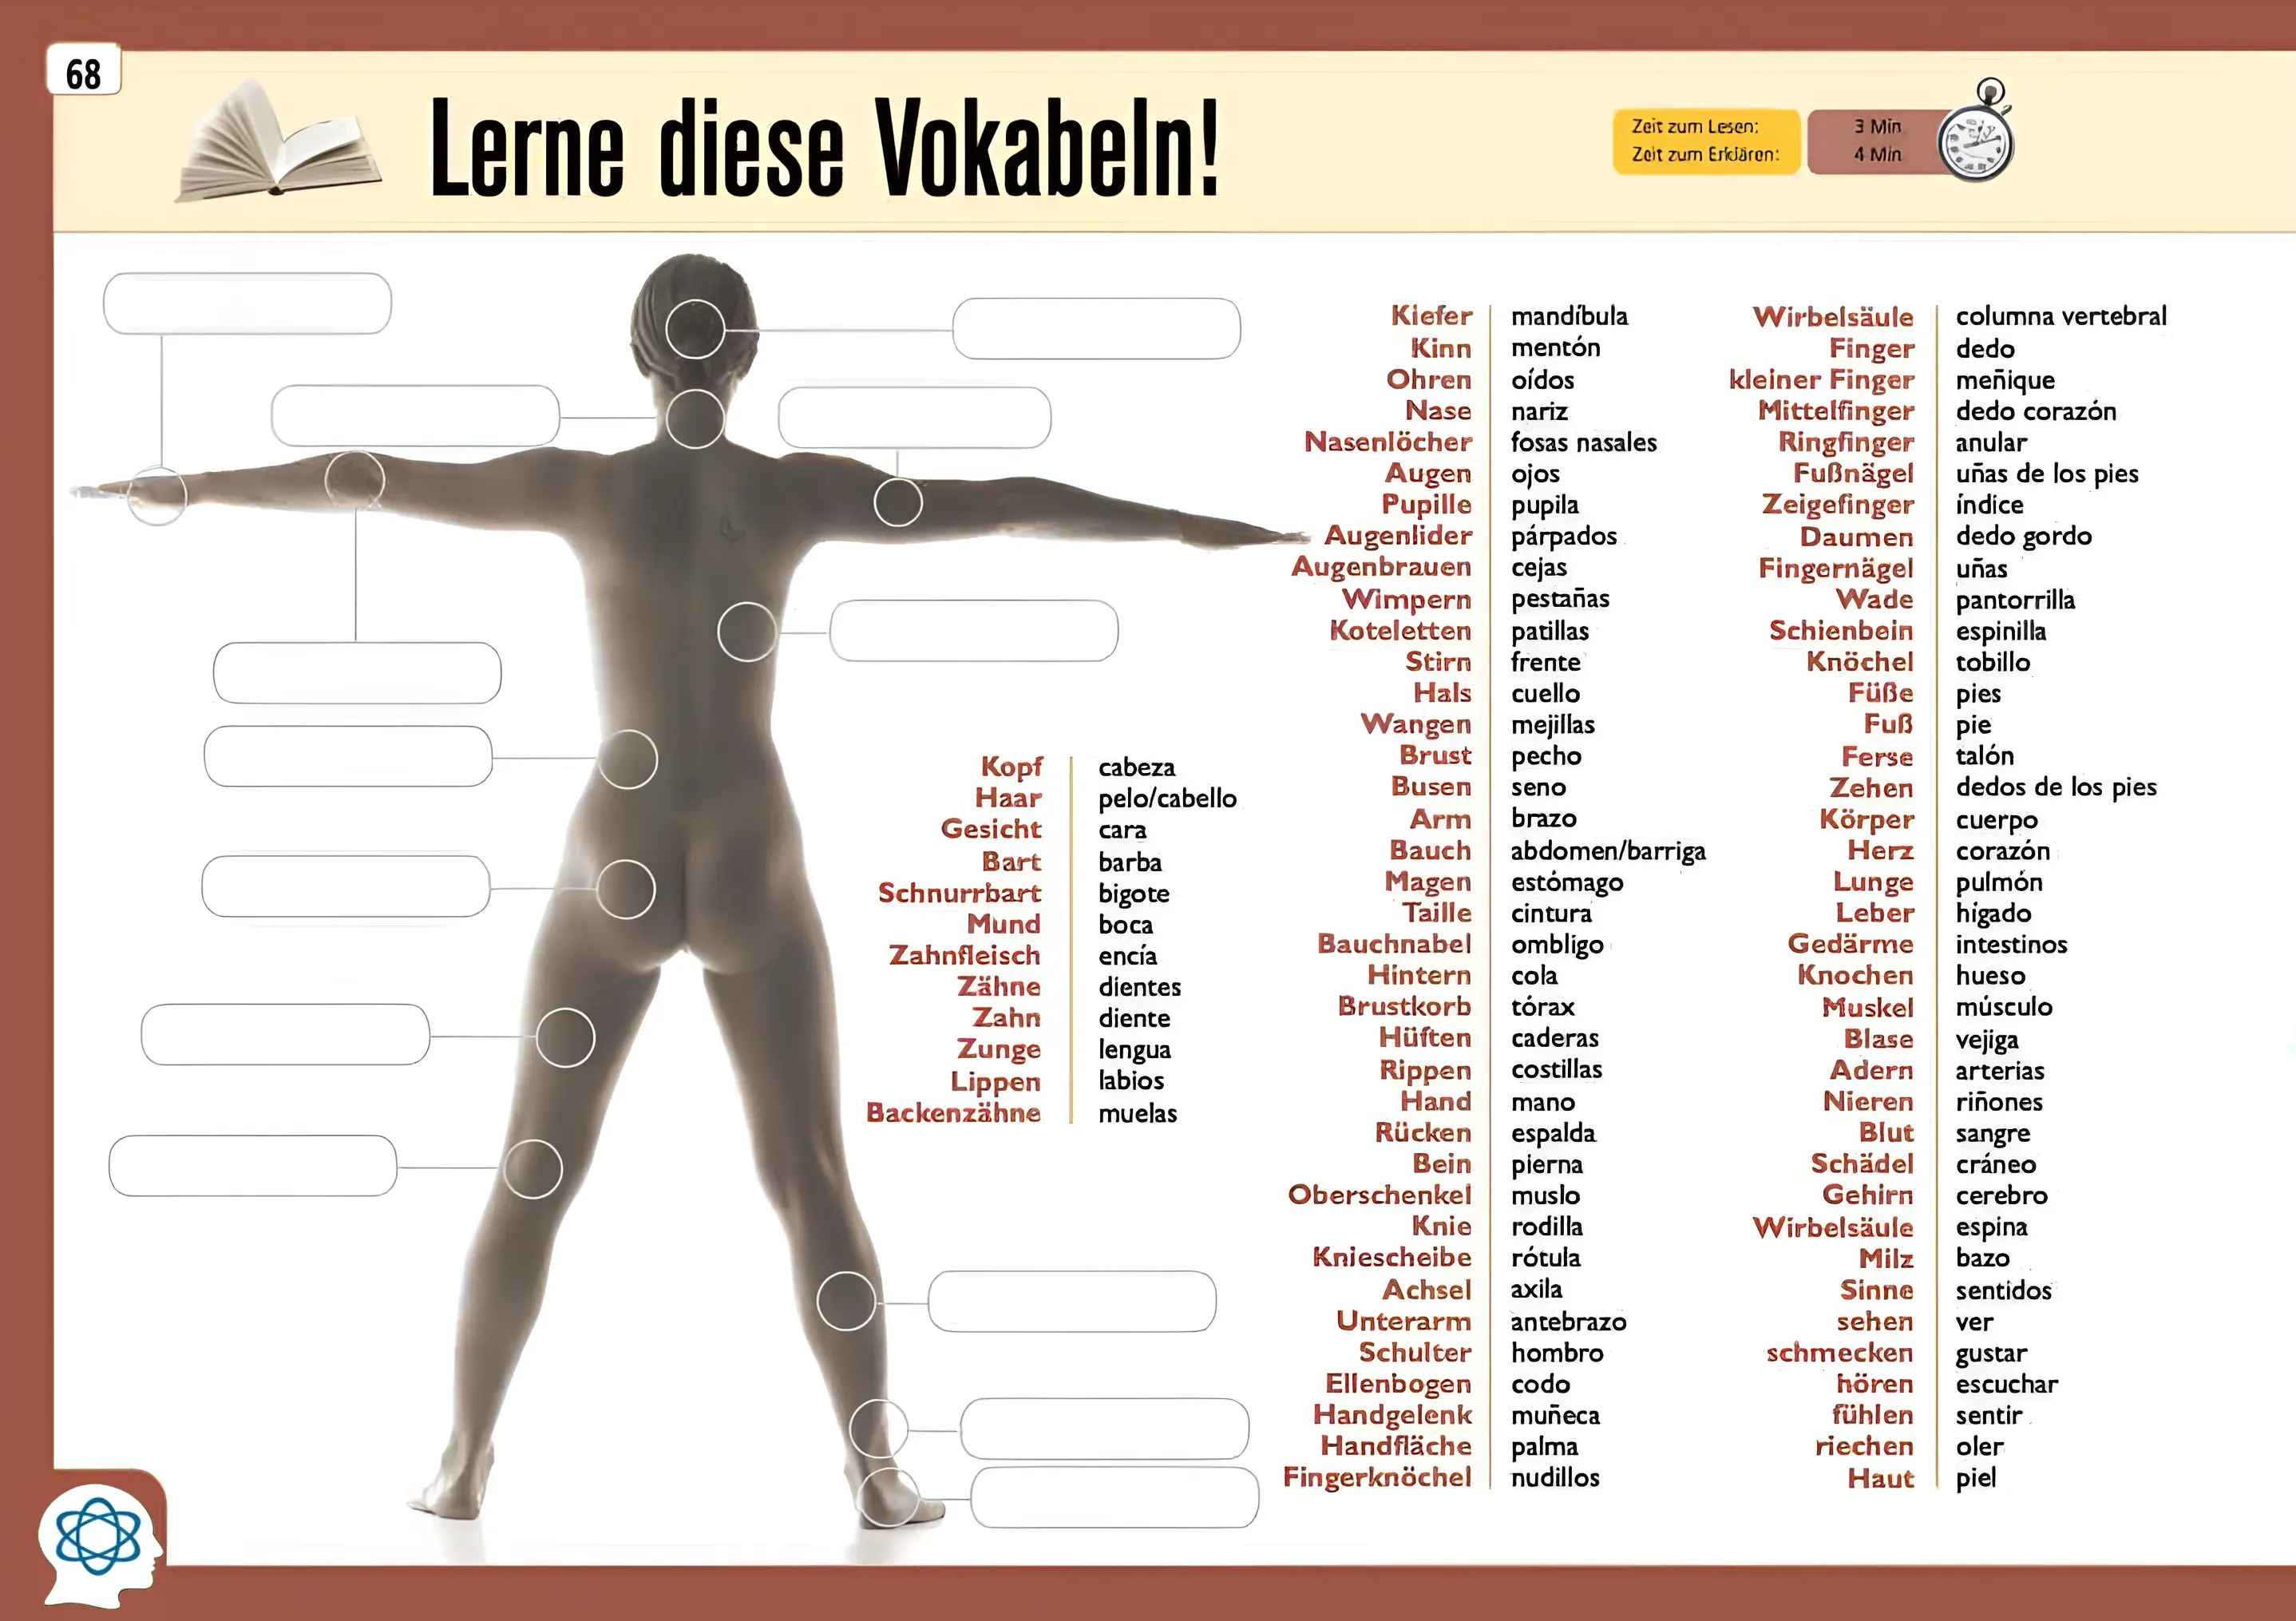 68
Lerne diese Vokabeln!
Zeit zum Lesen: 3 Min.
Zeit zum Erklären: 4 Min.
Kopf cabeza
Haar pelo/cabello
Gesicht cara
Bart barba
Schnurrbart bigote
Mund boca
Zahnfleisch encía
Zähne dientes
Zahn diente
Zunge lengua
Lippen labios
Backenzähne muelas
Kiefer mandíbula
Kinn mentón
Ohren oídos
Nase nariz
Nasenlöcher fosas nasales
Augen ojos
Pupille pupila
Augenlider párpados
Augenbrauen cejas
Wimpern pestañas
Koteletten patillas
Stirn frente
Hals cuello
Wangen mejillas
Brust pecho
Busen seno
Arm brazo
Bauch abdomen/barriga
Magen estómago
Taille cintura
Bauchnabel ombligo
Hintern cola
Brustkorb tórax
Hüften caderas
Rippen costillas
Hand mano
Rücken espalda
Bein pierna
Oberschenkel muslo
Knie rodilla
Kniescheibe rótula
Achsel axila
Unterarm antebrazo
Schulter hombro
Ellenbogen codo
Handgelenk muñeca
Handfläche palma
Fingerknöchel nudillos
Wirbelsäule columna vertebral
Finger dedo
kleiner Finger meñique
Mittelfinger dedo corazón
Ringfinger anular
Fußnägel uñas de los pies
Zeigefinger índice
Daumen dedo gordo
Fingernägel uñas
Wade pantorrilla
Schienbein espinilla
Knöchel tobillo
Füße pies
Fuß pie
Ferse talón
Zehen dedos de los pies
Körper cuerpo
Herz corazón
Lunge pulmón
Leber hígado
Gedärme intestinos
Knochen hueso
Muskel músculo
Blase vejiga
Adern arterias
Nieren riñones
Blut sangre
Schädel cráneo
Gehirn cerebro
Wirbelsäule espina
Milz bazo
Sinne sentidos
sehen ver
schmecken gustar
hören escuchar
fühlen sentir
riechen oler
Haut piel